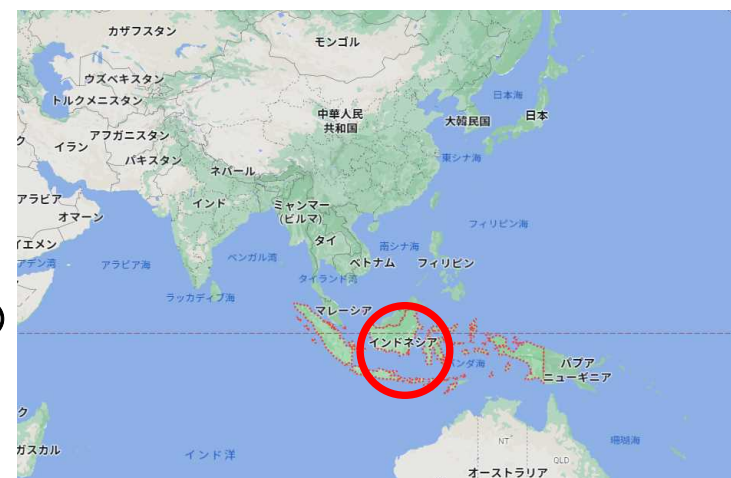 カザフスタン
モンゴル
ウズベキスタン
トルクメニスタン
日本海
日本
中華人民
共和国
大韓民国
アフガニスタン
イラン
パキスタン
東シナ海
ク
ネパール
アラビア
オマーン
インド
ミャンマー
(ビルマ)
フィリピン海
イエメン
タイ
南シナ海
アデン湾
アラビア海
ベンガル湾
ベトナム
フィリピン
タイランド湾
ラッカディブ海
マレーシア
インドネシア
バンダ海
パプア
ニューギニア
ク
ガスカル
インド洋
NT
QLD
珊瑚海
オーストラリア